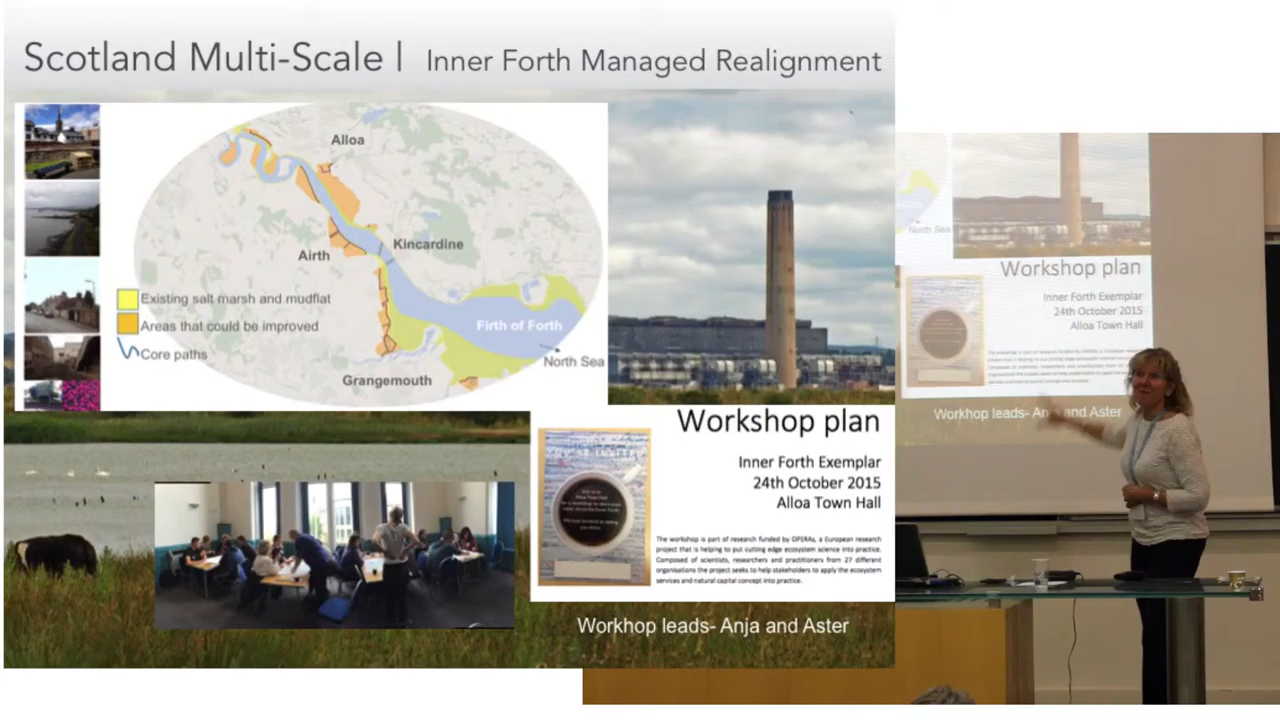 Scotland Multi-Scale | Inner Forth Managed Realignment
Alloa
Kincardine
Airth
Existing salt marsh and mudflat
Areas that could be improved
Core paths
Firth of Forth
North Sea
Grangemouth
Workshop plan
Inner Forth Exemplar
24th October 2015
Alloa Town Hall
YOU'RE INVITED
The workshop is part of research funded by OPERAs, a European research
project that is helping to put cutting edge ecosystem science into practice.
Composed of scientists, researchers and practitioners from 27 different
organisations the project seeks to help stakeholders to apply the ecosystem
services and natural capital concept into practice.
Workhop leads- Anja and Aster
North Sea
Workshop plan
Inner Forth Exemplar
24th October 2015
Alloa Town Hall
Workhop leads- Anja and Aster